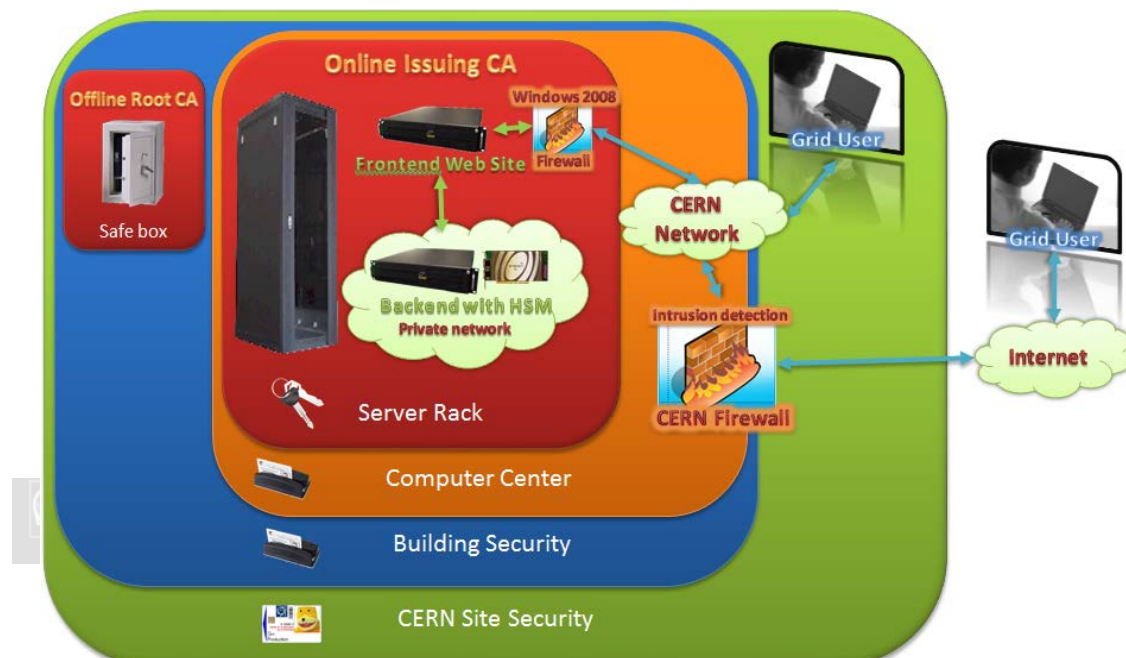 Online Issuing CA
Offline Root CA
Safe box
Windows 2008
Firewall
Frontend Web Site
Backend with HSM
Private network
Server Rack
Grid User
CERN
Network
Intrusion detection
CERN Firewall
Grid User
Internet
Computer Center
Building Security
CERN Site Security